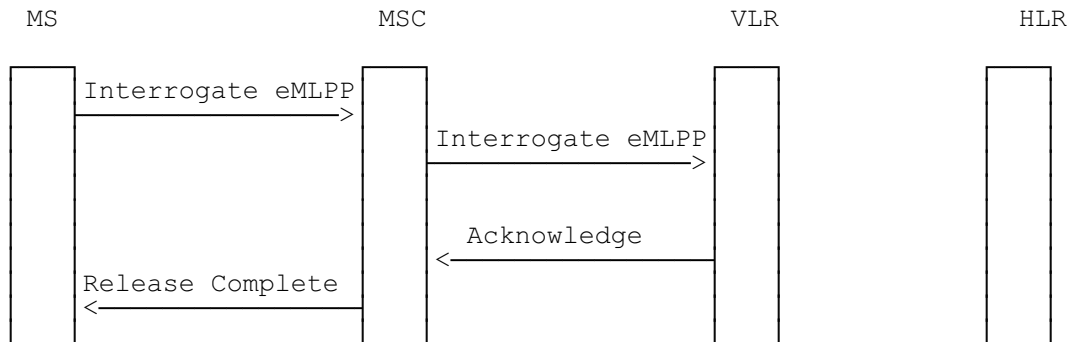 MS MSC VLR HLR
Interrogate eMLPP
Interrogate eMLPP
Acknowledge
Release Complete